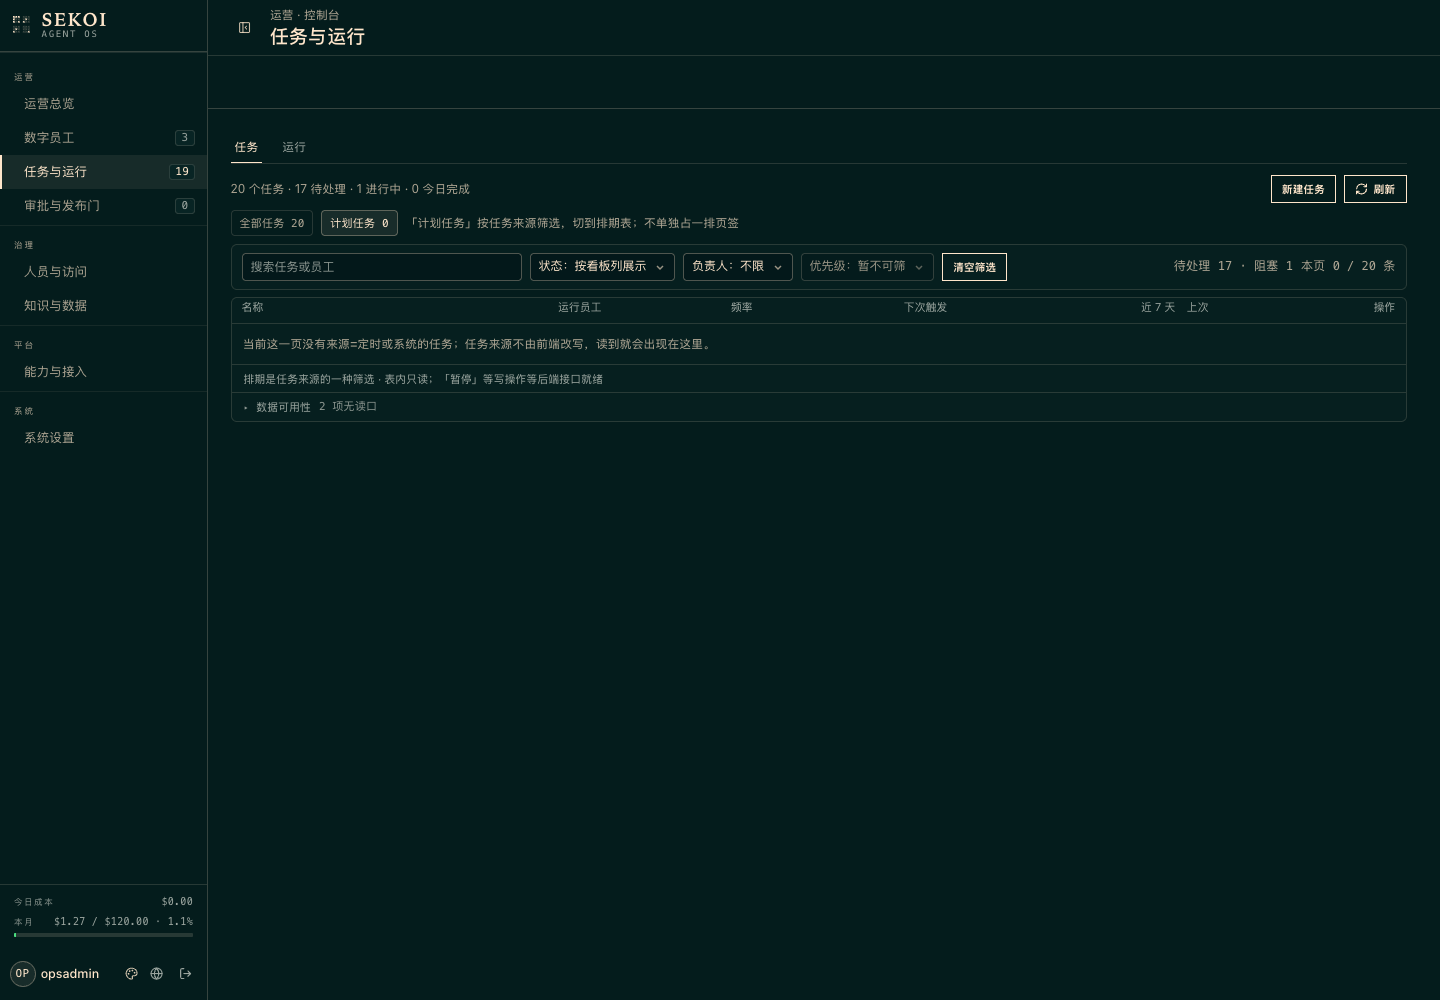 SEKOI
AGENT OS
运营
运营总览
数字员工 3
任务与运行 19
审批与发布门 0
治理
人员与访问
知识与数据
平台
能力与接入
系统
系统设置
今日成本 $0.00
本月 $1.27 / $120.00 · 1.1%
OP opsadmin
运营 · 控制台
任务与运行
任务 运行
20 个任务 · 17 待处理 · 1 进行中 · 0 今日完成
新建任务 刷新
全部任务 20 计划任务 0 「计划任务」按任务来源筛选，切到排期表；不单独占一排页签
搜索任务或员工 状态：按看板列展示 负责人：不限 优先级：暂不可筛 清空筛选 待处理 17 · 阻塞 1 本页 0 / 20 条
名称 运行员工 频率 下次触发 近 7 天 上次 操作
当前这一页没有来源=定时或系统的任务；任务来源不由前端改写，读到就会出现在这里。
排期是任务来源的一种筛选 · 表内只读；「暂停」等写操作等后端接口就绪
数据可用性 2 项无读口